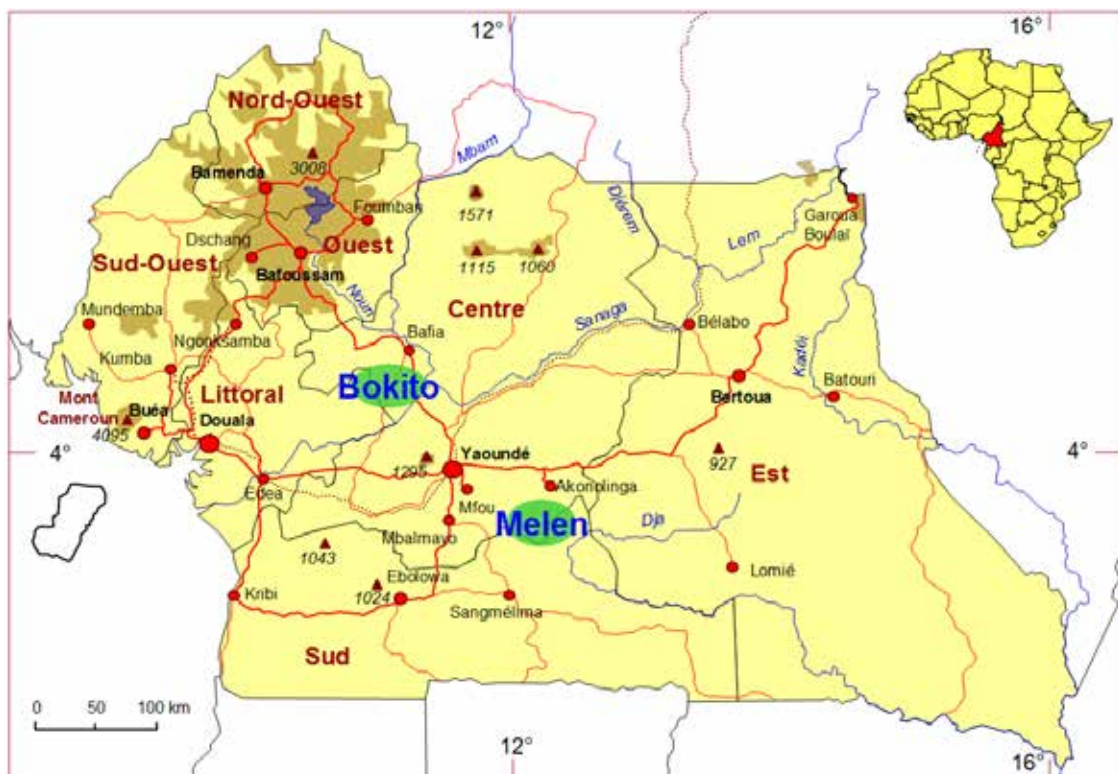 12°
16°
Nord-Ouest
Mbam
3008
Bamenda
1571
Djérem
Foumban
Garoua
Boulaï
Lem
Dschang
Ouest
1115
1060
Sud-Ouest
Bafoussam
Noun
Centre
Sanaga
Mundemba
Bélabo
Ngonksamba
Kadéï
Bafia
Kumba
Bokito
Batouri
Littoral
Bertoua
Mont
Cameroun
Buéa
Douala
4095
4°
Yaoundé
927
4°
1295
Est
Edea
Akonolinga
Mfou
Melen
Dja
Mbalmayo
1043
Lomié
Ebolowa
Kribi
1024
Sangmélima
Sud
0 50 100 km
12°
16°